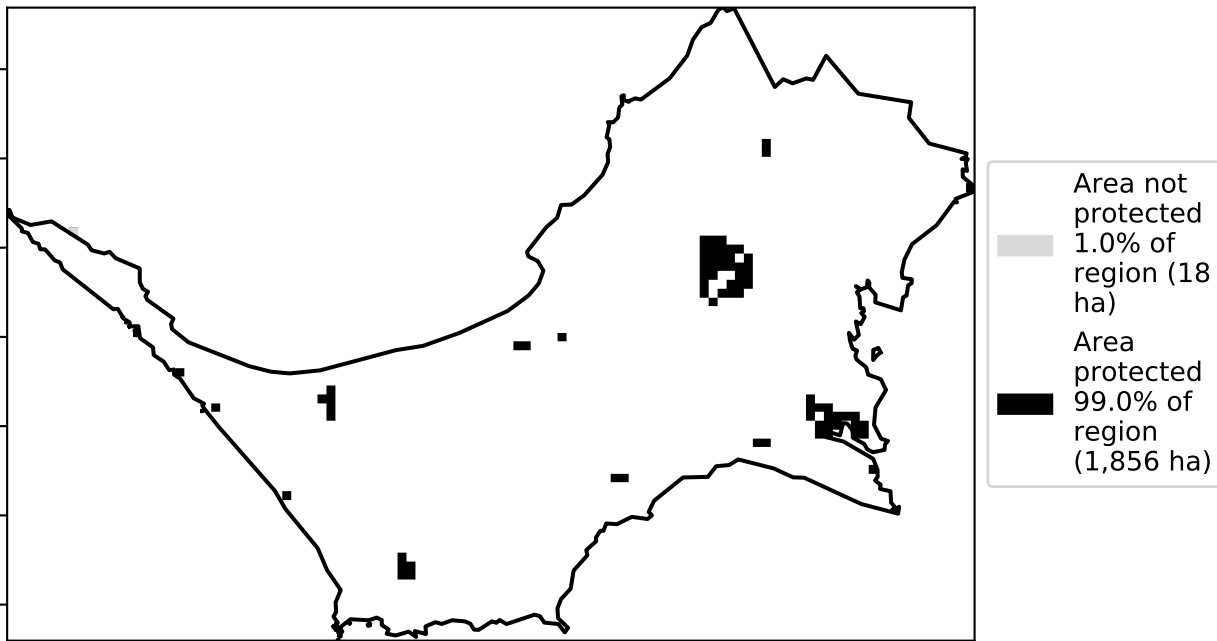 Area not
protected
1.0% of
region (18
ha)
Area
protected
99.0% of
region
(1,856 ha)